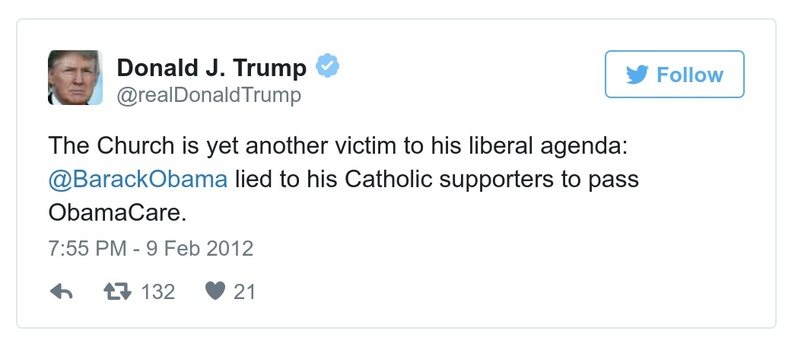 Donald J. Trump
@realDonaldTrump
Follow
The Church is yet another victim to his liberal agenda:
@BarackObama lied to his Catholic supporters to pass
ObamaCare.
7:55 PM - 9 Feb 2012
132 21